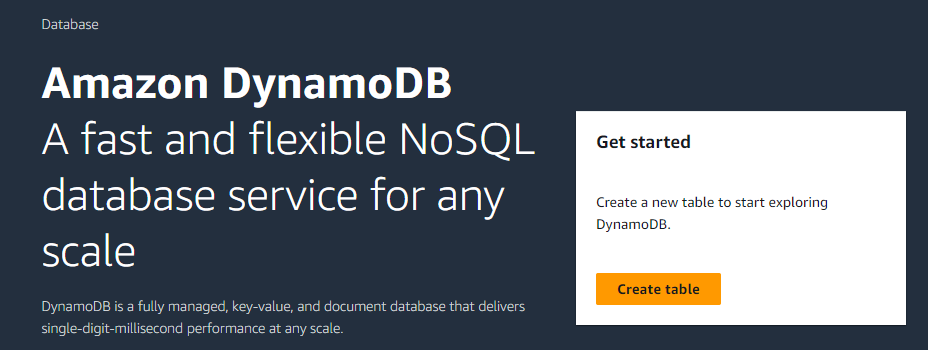 Database
Amazon DynamoDB
A fast and flexible NoSQL
database service for any
scale
DynamoDB is a fully managed, key-value, and document database that delivers
single-digit-millisecond performance at any scale.
Get started
Create a new table to start exploring
DynamoDB.
Create table